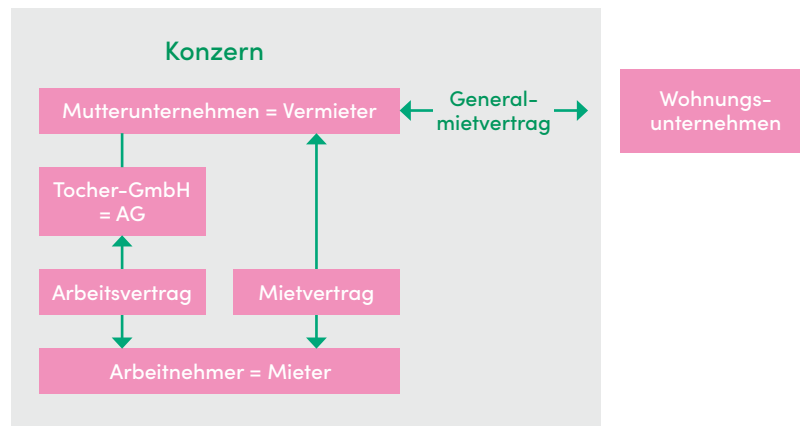 Konzern
Mutterunternehmen = Vermieter
General-
mietvertrag
Wohnungs-
unternehmen
Tocher-GmbH
= AG
Arbeitsvertrag
Mietvertrag
Arbeitnehmer = Mieter